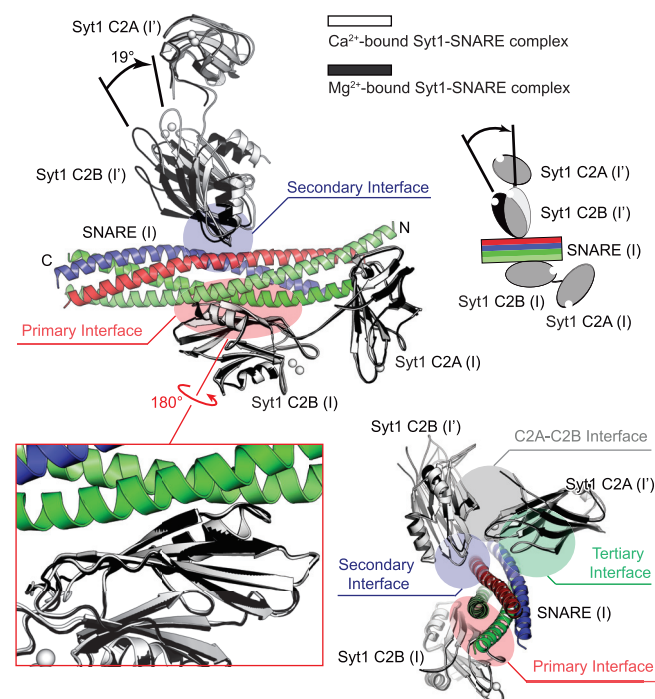 Syt1 C2A (I')
Ca²⁺-bound Syt1-SNARE complex
19°
Mg²⁺-bound Syt1-SNARE complex
Syt1 C2B (I')
Secondary Interface
SNARE (I)
N
C
Primary Interface
Syt1 C2A (I)
180°
Syt1 C2B (I)
Syt1 C2A (I')
Syt1 C2B (I')
SNARE (I)
Syt1 C2B (I)
Syt1 C2A (I)
Syt1 C2B (I')
C2A-C2B Interface
Syt1 C2A (I')
Secondary
Interface
Tertiary
Interface
SNARE (I)
Syt1 C2B (I)
Primary Interface